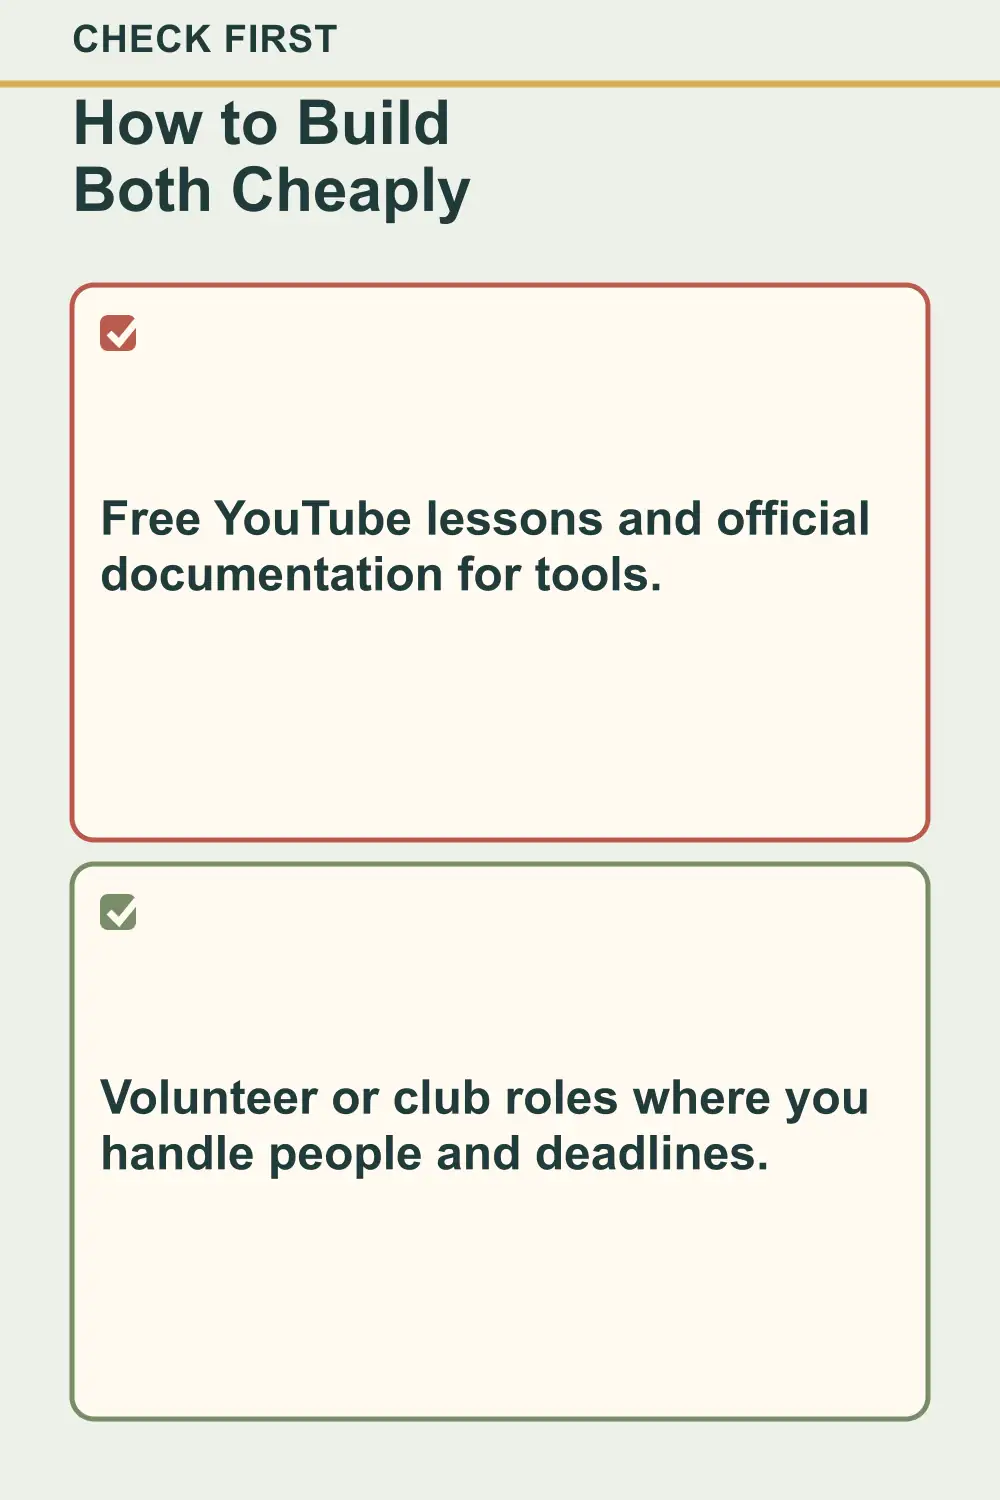 CHECK FIRST
How to Build
Both Cheaply
Free YouTube lessons and official
documentation for tools.
Volunteer or club roles where you
handle people and deadlines.